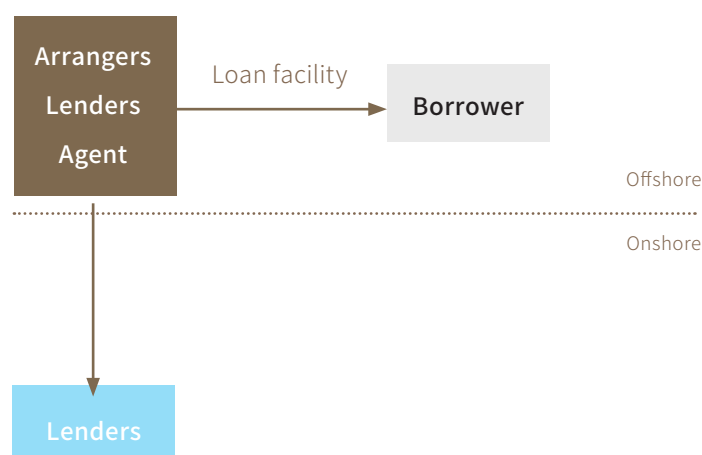 Arrangers
Lenders
Agent
Loan facility
Borrower
Offshore
Onshore
Lenders